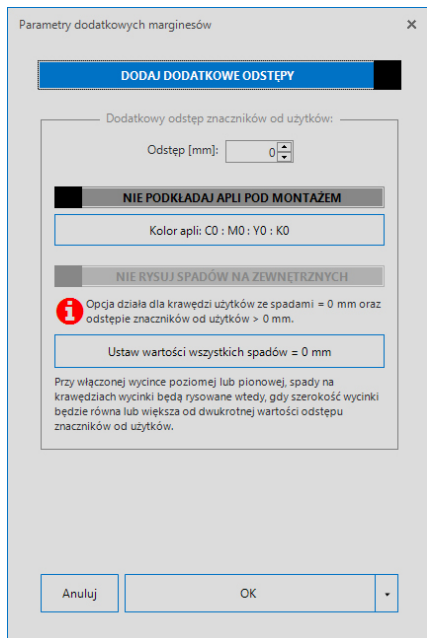 Parametry dodatkowych marginesów
DODAJ DODATKOWE ODSTĘPY
Dodatkowy odstęp znaczników od użytków:
Odstęp [mm]: 0
NIE PODKŁADAJ APLI POD MONTAŻEM
Kolor apli: C0 : M0 : Y0 : K0
NIE RYSUJ SPADÓW NA ZEWNĘTRZNYCH
Opcja działa dla krawędzi użytków ze spadami = 0 mm oraz
odstępie znaczników od użytków > 0 mm.
Ustaw wartości wszystkich spadów = 0 mm
Przy włączonej wycince poziomej lub pionowej, spady na
krawędziach wycinki będą rysowane wtedy, gdy szerokość wycinki
będzie równa lub większa od dwukrotnej wartości odstępu
znaczników od użytków.
Anuluj
OK